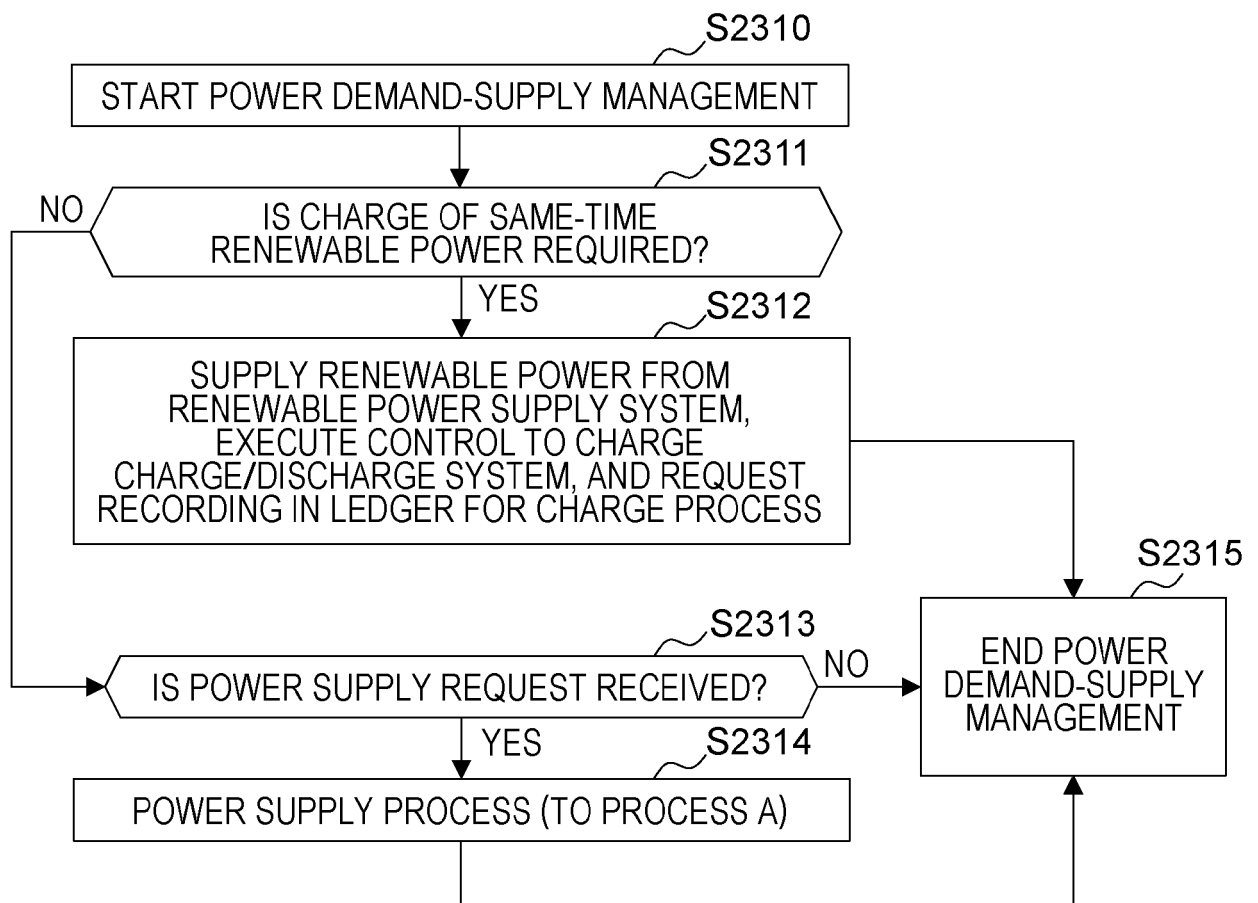 S2310
START POWER DEMAND-SUPPLY MANAGEMENT
S2311
NO
IS CHARGE OF SAME-TIME
RENEWABLE POWER REQUIRED?
YES
S2312
SUPPLY RENEWABLE POWER FROM
RENEWABLE POWER SUPPLY SYSTEM,
EXECUTE CONTROL TO CHARGE
CHARGE/DISCHARGE SYSTEM, AND REQUEST
RECORDING IN LEDGER FOR CHARGE PROCESS
S2315
END POWER
DEMAND-SUPPLY
MANAGEMENT
S2313
IS POWER SUPPLY REQUEST RECEIVED?
NO
YES
S2314
POWER SUPPLY PROCESS (TO PROCESS A)